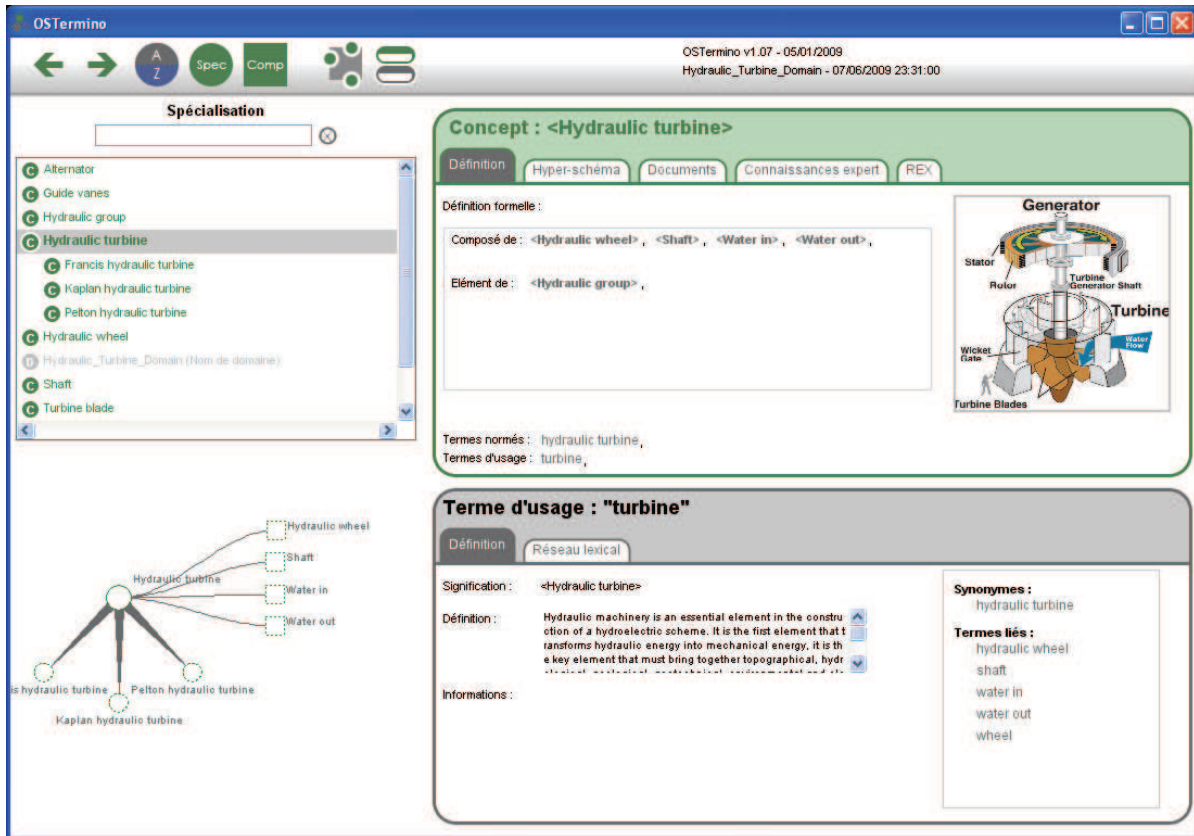 OSTermino
A
Z
Spec
Comp
OSTermino v1.07 - 05/01/2009
Hydraulic_Turbine_Domain - 07/06/2009 23:31:00
Spécialisation
C Alternator
C Guide vanes
C Hydraulic group
C Hydraulic turbine
C Francis hydraulic turbine
C Kaplan hydraulic turbine
C Pelton hydraulic turbine
C Hydraulic wheel
D Hydraulic_Turbine_Domain (Nom de domaine)
C Shaft
C Turbine blade
Hydraulic wheel
Shaft
Hydraulic turbine
Water in
Water out
is hydraulic turbine
Pelton hydraulic turbine
Kaplan hydraulic turbine
Concept : <Hydraulic turbine>
Définition Hyper-schéma Documents Connaissances expert REX
Définition formelle :
Composé de : <Hydraulic wheel> , <Shaft> , <Water in> , <Water out> ,
Elément de : <Hydraulic group> ,
Termes normés : hydraulic turbine ,
Termes d'usage : turbine ,
Generator
Stator
Rotor
Turbine
Generator Shaft
Turbine
Water
Flow
Wicket
Gate
Turbine Blades
Terme d'usage : "turbine"
Définition Réseau lexical
Signification : <Hydraulic turbine>
Définition : Hydraulic machinery is an essential element in the constru
ction of a hydroelectric scheme. It is the first element that t
ransforms hydraulic energy into mechanical energy, it is th
e key element that must bring together topographical, hydr
Informations :
Synonymes :
hydraulic turbine
Termes liés :
hydraulic wheel
shaft
water in
water out
wheel